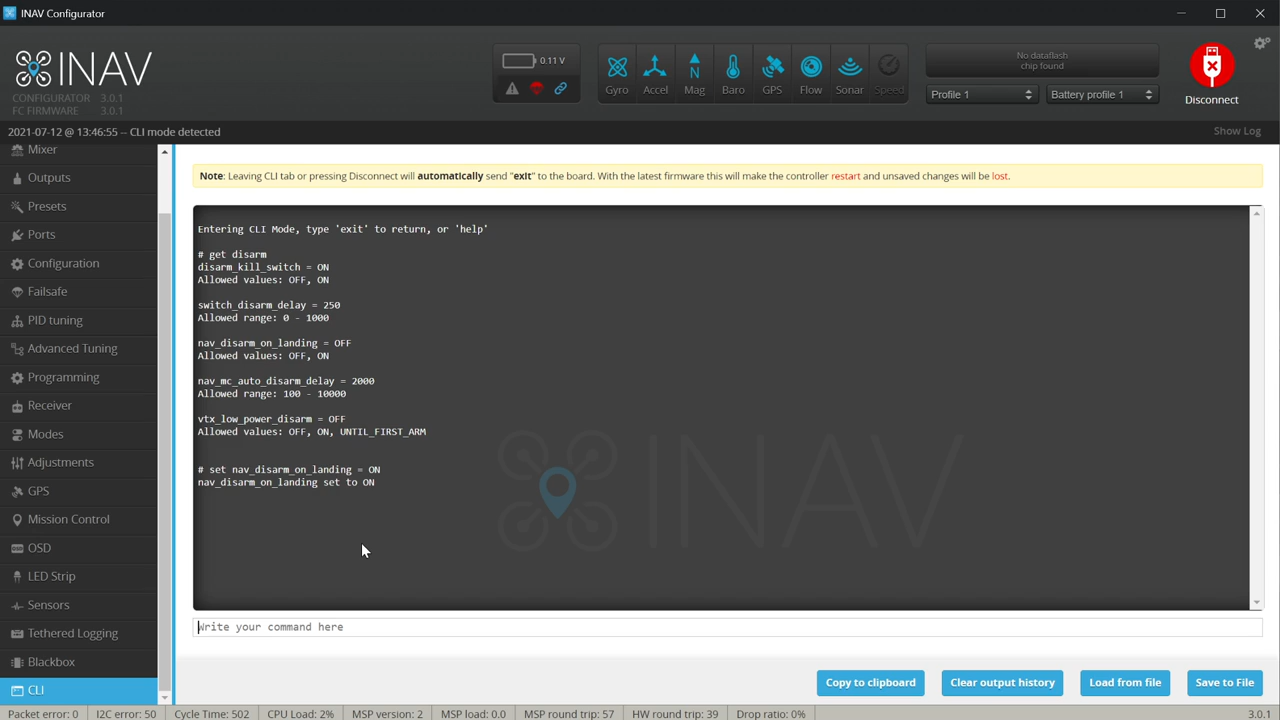 INAV Configurator
INAV
CONFIGURATOR 3.0.1
FC FIRMWARE 3.0.1
0.11 V
Gyro Accel Mag Baro GPS Flow Sonar Speed
No dataflash
chip found
Profile 1 Battery profile 1
Disconnect
2021-07-12 @ 13:46:55 -- CLI mode detected
Show Log
Mixer
Outputs
Presets
Ports
Configuration
Failsafe
PID tuning
Advanced Tuning
Programming
Receiver
Modes
Adjustments
GPS
Mission Control
OSD
LED Strip
Sensors
Tethered Logging
Blackbox
CLI
Note: Leaving CLI tab or pressing Disconnect will automatically send "exit" to the board. With the latest firmware this will make the controller restart and unsaved changes will be lost.
Entering CLI Mode, type 'exit' to return, or 'help'
# get disarm
disarm_kill_switch = ON
Allowed values: OFF, ON
switch_disarm_delay = 250
Allowed range: 0 - 1000
nav_disarm_on_landing = OFF
Allowed values: OFF, ON
nav_mc_auto_disarm_delay = 2000
Allowed range: 100 - 10000
vtx_low_power_disarm = OFF
Allowed values: OFF, ON, UNTIL_FIRST_ARM
# set nav_disarm_on_landing = ON
nav_disarm_on_landing set to ON
INAV
Write your command here
Copy to clipboard Clear output history Load from file Save to File
Packet error: 0 I2C error: 50 Cycle Time: 502 CPU Load: 2% MSP version: 2 MSP load: 0.0 MSP round trip: 57 HW round trip: 39 Drop ratio: 0% 3.0.1